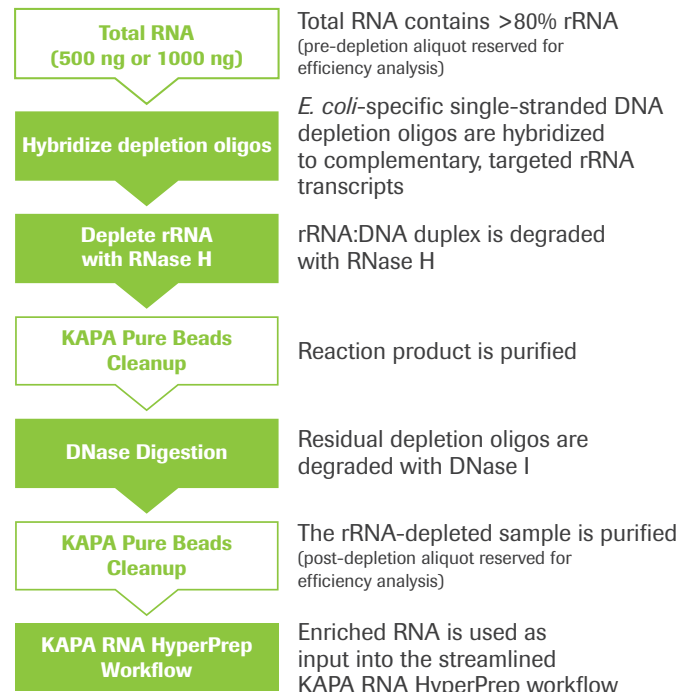 Total RNA
(500 ng or 1000 ng)
Total RNA contains >80% rRNA
(pre-depletion aliquot reserved for
efficiency analysis)
Hybridize depletion oligos
E. coli-specific single-stranded DNA
depletion oligos are hybridized
to complementary, targeted rRNA
transcripts
Deplete rRNA
with RNase H
rRNA:DNA duplex is degraded
with RNase H
KAPA Pure Beads
Cleanup
Reaction product is purified
DNase Digestion
Residual depletion oligos are
degraded with DNase I
KAPA Pure Beads
Cleanup
The rRNA-depleted sample is purified
(post-depletion aliquot reserved for
efficiency analysis)
KAPA RNA HyperPrep
Workflow
Enriched RNA is used as
input into the streamlined
KAPA RNA HyperPrep workflow